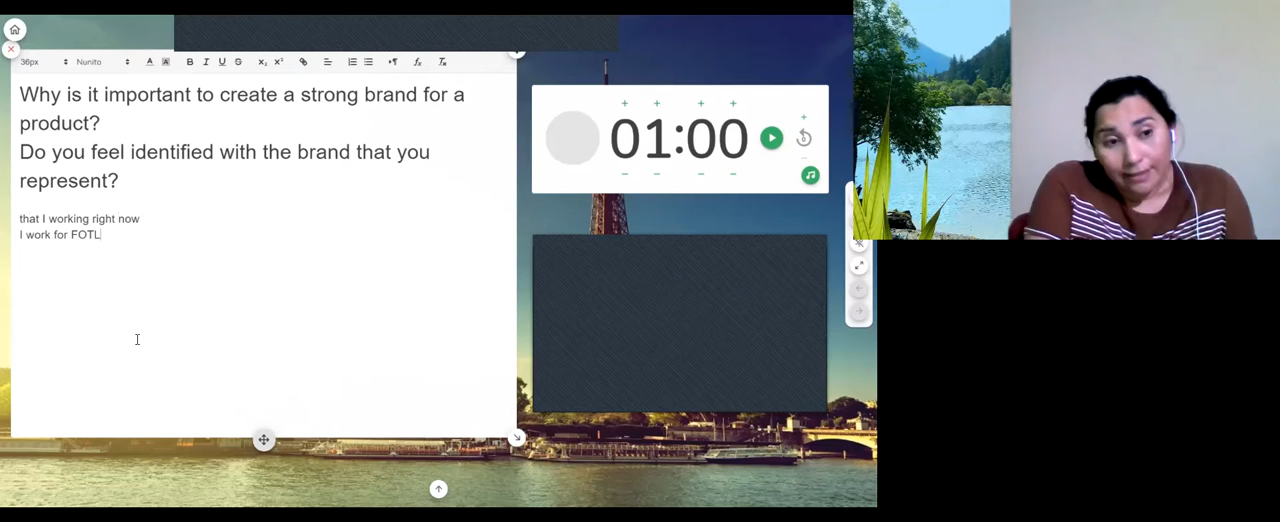 36px Nunito
Why is it important to create a strong brand for a
product?
Do you feel identified with the brand that you
represent?
that I working right now
I work for FOTL
01:00